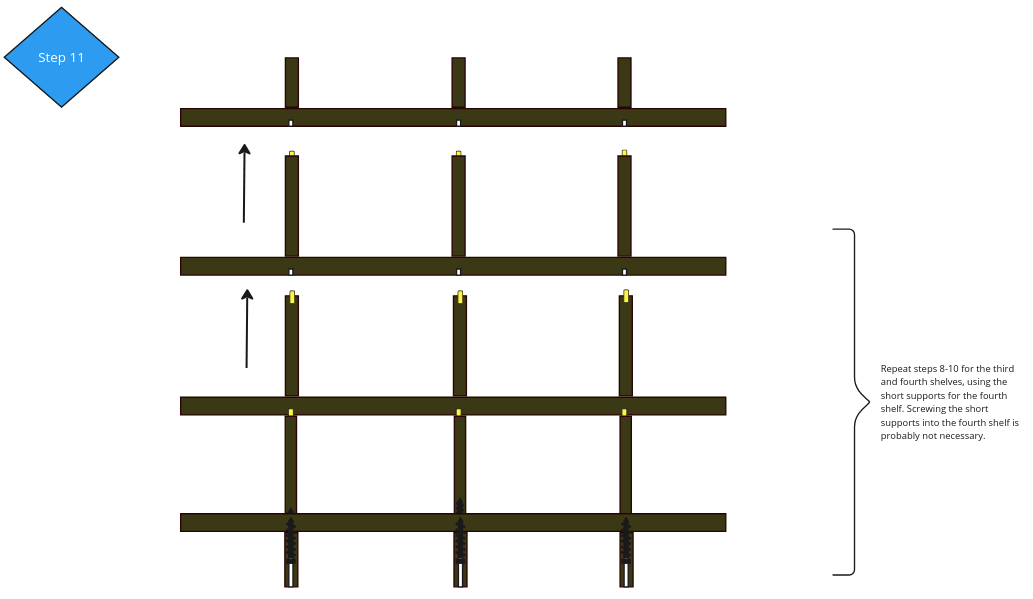 Step 11
Repeat steps 8-10 for the third
and fourth shelves, using the
short supports for the fourth
shelf. Screwing the short
supports into the fourth shelf is
probably not necessary.